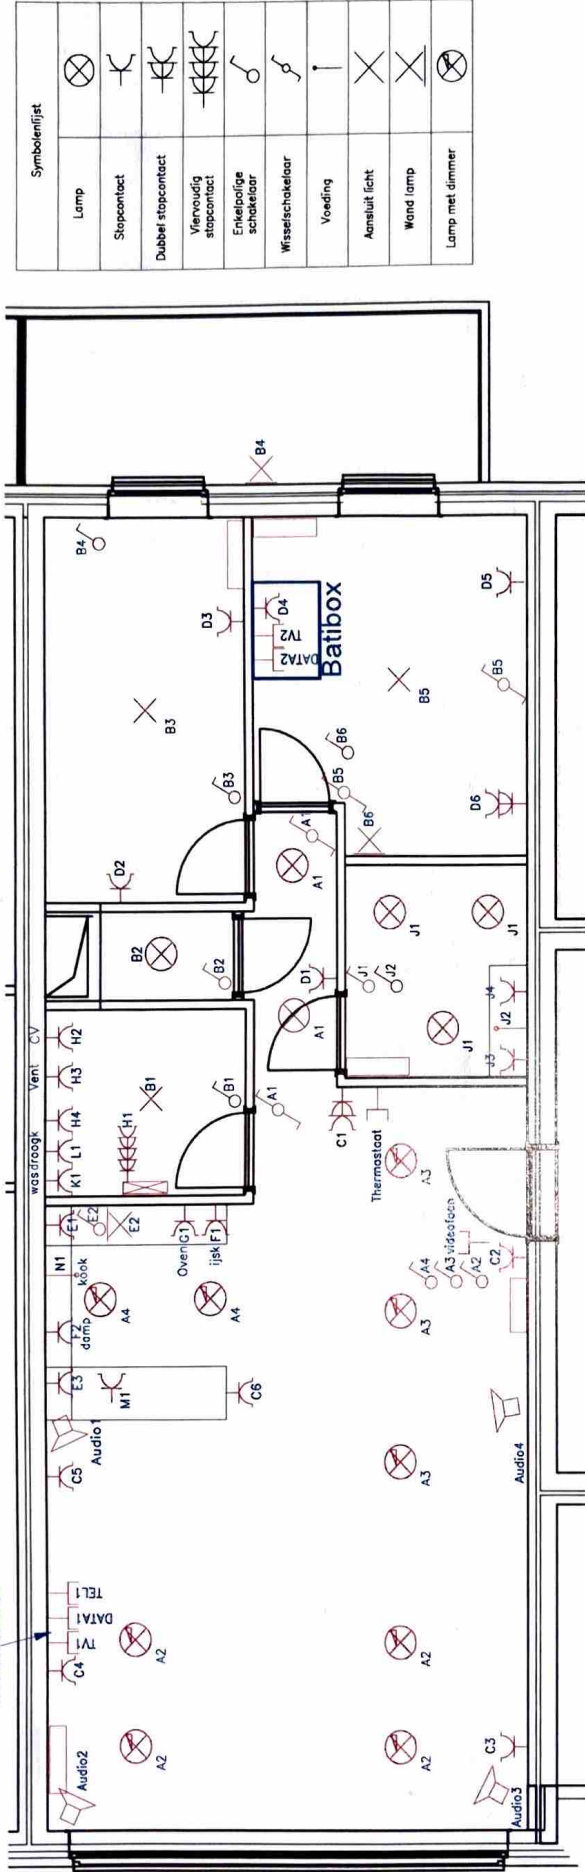 Symbolenlijst
Lamp
Stopcontact
Dubbel stopcontact
Viervoudig
stopcontact
Enkelpolige
schakelaar
Wisselschakelaar
Voeding
Aansluit licht
Wand lamp
Lamp met dimmer
B4
B4
D3
D4
TV2
DATA2
Batibox
D5
B3
B5
B5
B3
B6
B5
D6
B6
A1
D2
A1
B2
B2
D1
A1
J1
J2
J1
J1
J1
J4
J2
J3
CV
Vent
wasdroogk
H2
H3
H4
L1
K1
B1
H1
B1
A1
C1
Thermostaat
A3
E1
E2
E2
N1
kook
Oven G1
ijsk F1
A4
A4
F2
damp
E3
M1
C6
A4
A3 videofoon
A2
C2
A3
Audio1
C5
A3
Audio4
TEL1
DATA1
TV1
C4
A2
A2
Audio2
A2
A2
C3
Audio3